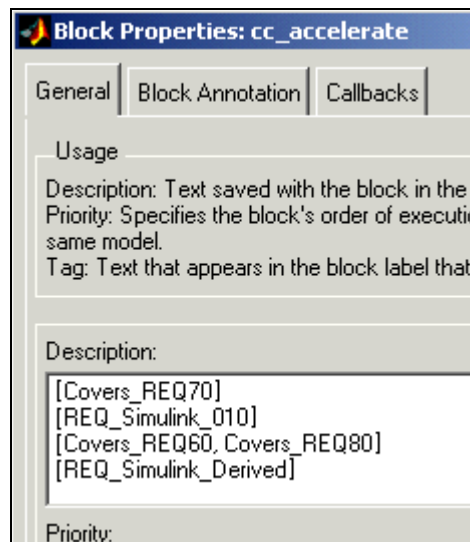 Block Properties: cc_accelerate
General Block Annotation Callbacks
Usage
Description: Text saved with the block in the
Priority: Specifies the block's order of executi
same model.
Tag: Text that appears in the block label that
Description:
[Covers_REQ70]
[REQ_Simulink_010]
[Covers_REQ60, Covers_REQ80]
[REQ_Simulink_Derived]
Priority: